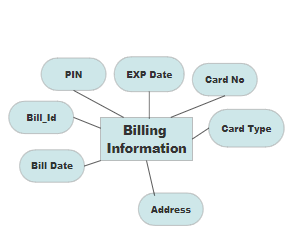 PIN
EXP Date
Card No
Bill_Id
Billing
Information
Card Type
Bill Date
Address